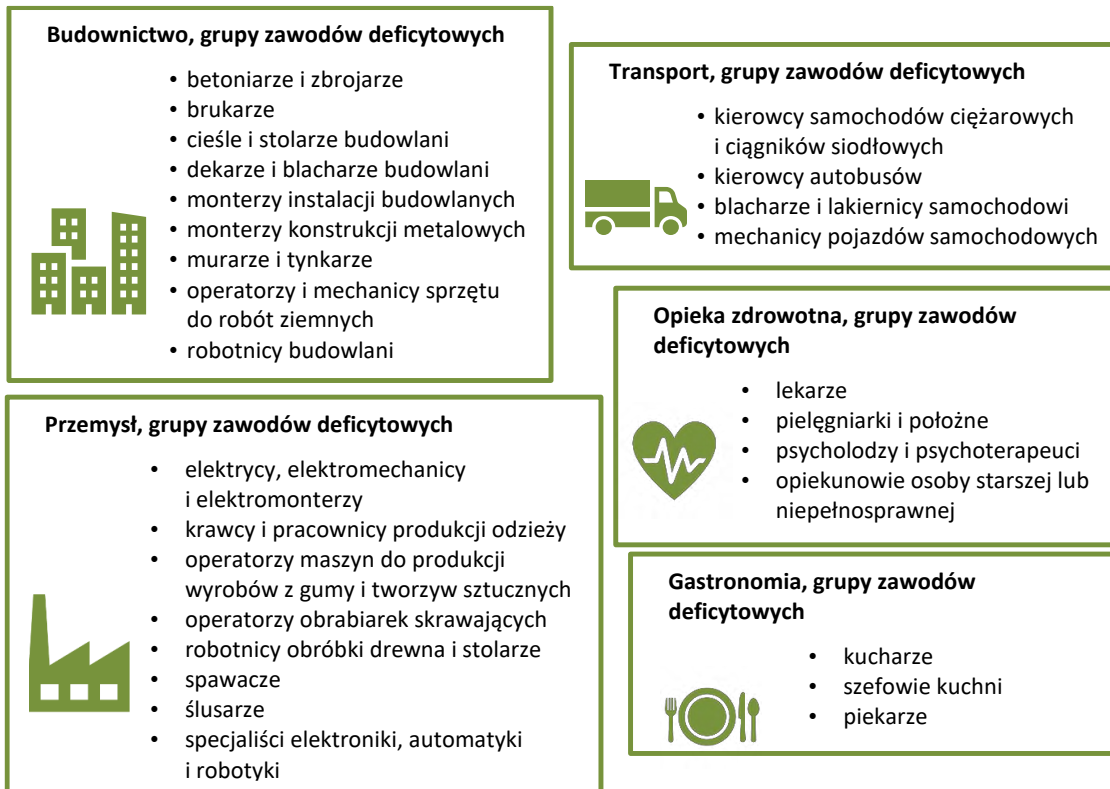 Budownictwo, grupy zawodów deficytowych
• betoniarze i zbrojarze
• brukarze
• cieśle i stolarze budowlani
• dekarze i blacharze budowlani
• monterzy instalacji budowlanych
• monterzy konstrukcji metalowych
• murarze i tynkarze
• operatorzy i mechanicy sprzętu
do robót ziemnych
• robotnicy budowlani
Transport, grupy zawodów deficytowych
• kierowcy samochodów ciężarowych
i ciągników siodłowych
• kierowcy autobusów
• blacharze i lakiernicy samochodowi
• mechanicy pojazdów samochodowych
Opieka zdrowotna, grupy zawodów
deficytowych
• lekarze
• pielęgniarki i położne
• psycholodzy i psychoterapeuci
• opiekunowie osoby starszej lub
niepełnosprawnej
Przemysł, grupy zawodów deficytowych
• elektrycy, elektromechanicy
i elektromonterzy
• krawcy i pracownicy produkcji odzieży
• operatorzy maszyn do produkcji
wyrobów z gumy i tworzyw sztucznych
• operatorzy obrabiarek skrawających
• robotnicy obróbki drewna i stolarze
• spawacze
• ślusarze
• specjaliści elektroniki, automatyki
i robotyki
Gastronomia, grupy zawodów
deficytowych
• kucharze
• szefowie kuchni
• piekarze